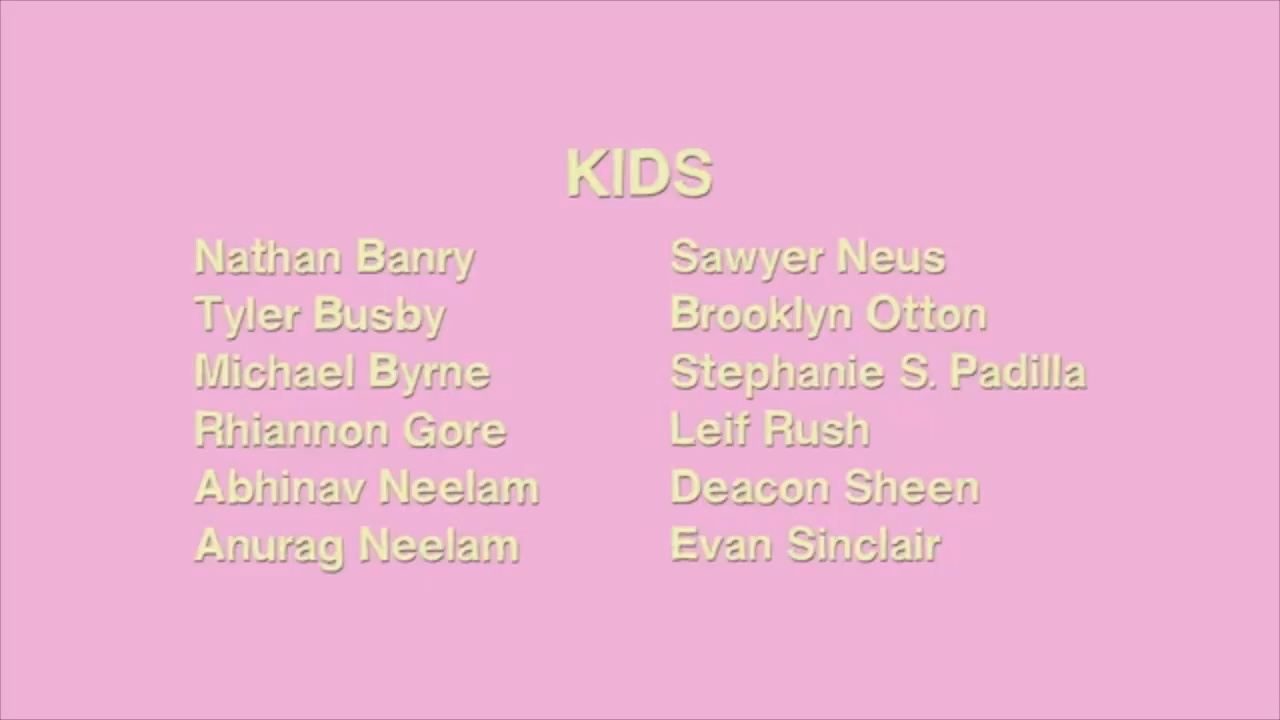 KIDS
Nathan Banry
Tyler Busby
Michael Byrne
Rhiannon Gore
Abhinav Neelam
Anurag Neelam
Sawyer Neus
Brooklyn Otton
Stephanie S. Padilla
Leif Rush
Deacon Sheen
Evan Sinclair